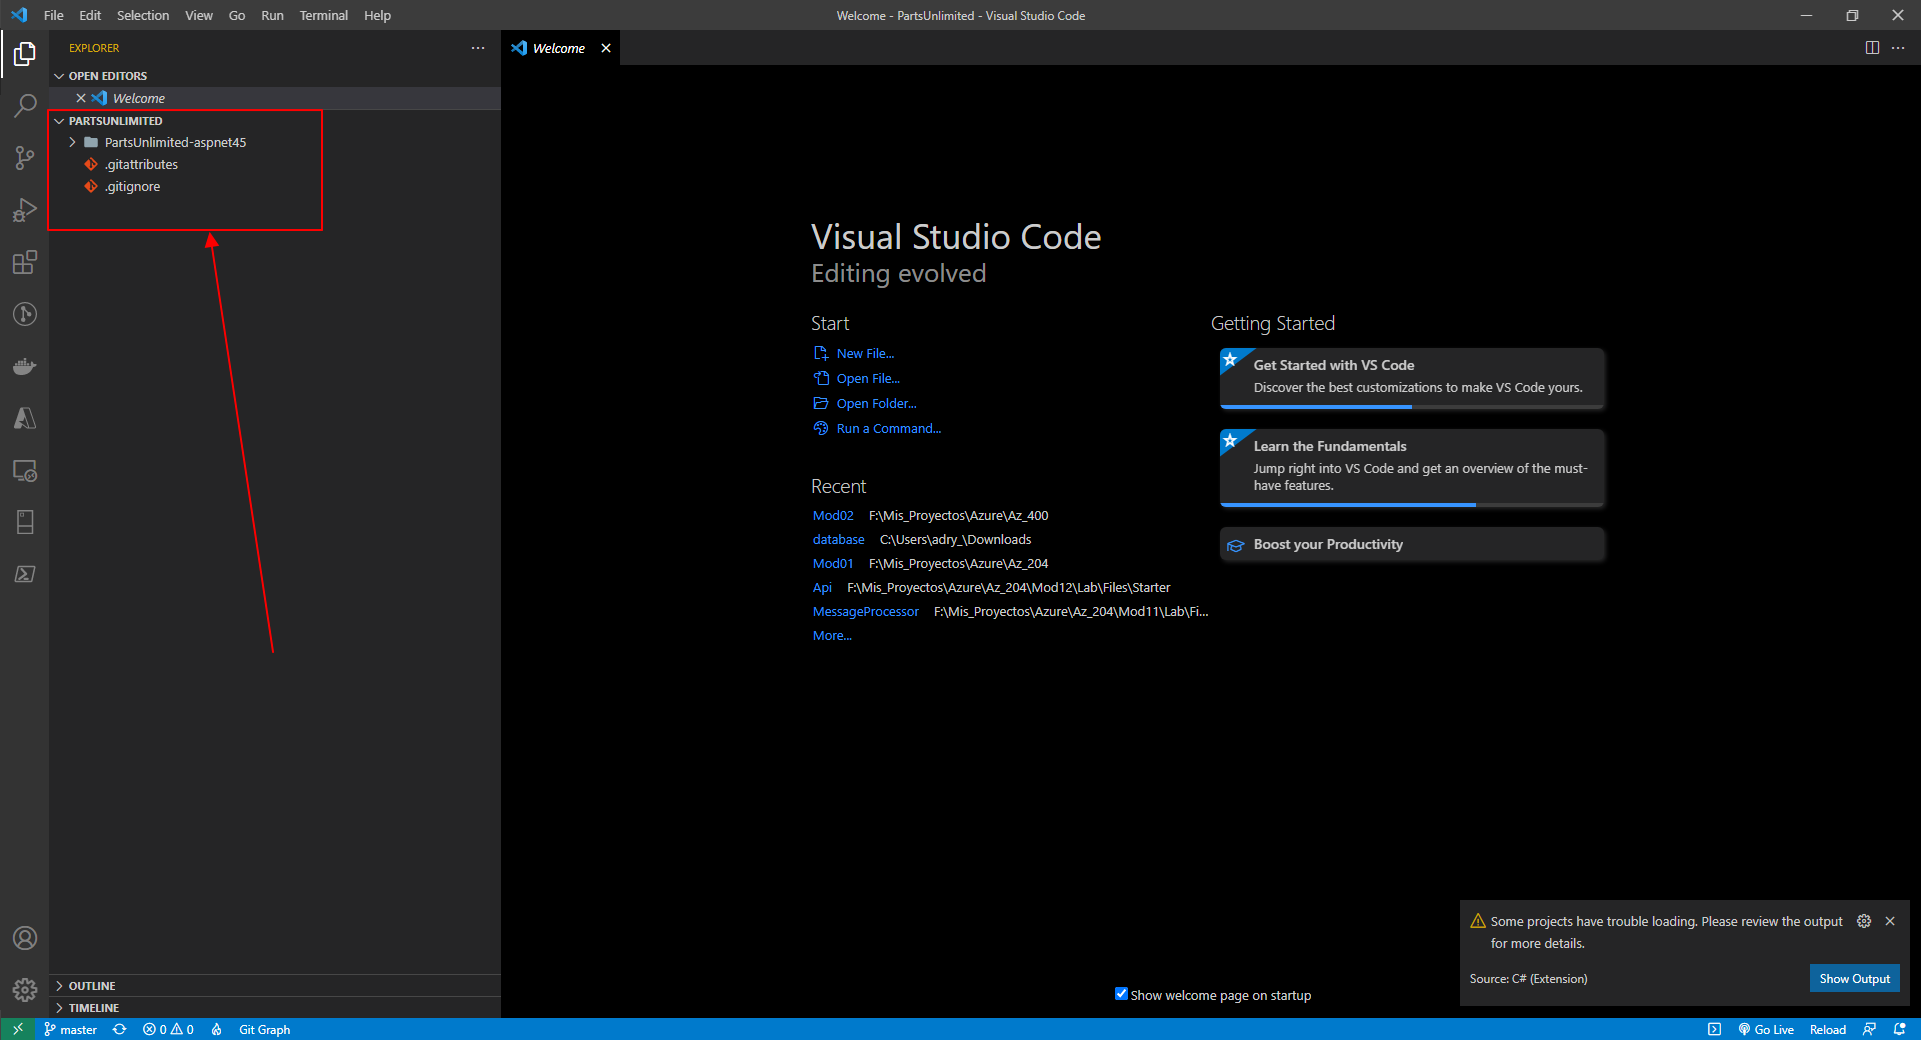 File Edit Selection View Go Run Terminal Help
Welcome - PartsUnlimited - Visual Studio Code
EXPLORER
OPEN EDITORS
Welcome
PARTSUNLIMITED
PartsUnlimited-aspnet45
.gitattributes
.gitignore
OUTLINE
TIMELINE
Welcome
Visual Studio Code
Editing evolved
Start
New File...
Open File...
Open Folder...
Run a Command...
Recent
Mod02 F:\Mis_Proyectos\Azure\Az_400
database C:\Users\adry_\Downloads
Mod01 F:\Mis_Proyectos\Azure\Az_204
Api F:\Mis_Proyectos\Azure\Az_204\Mod12\Lab\Files\Starter
MessageProcessor F:\Mis_Proyectos\Azure\Az_204\Mod11\Lab\Fi...
More...
Getting Started
Get Started with VS Code
Discover the best customizations to make VS Code yours.
Learn the Fundamentals
Jump right into VS Code and get an overview of the must-
have features.
Boost your Productivity
Show welcome page on startup
Some projects have trouble loading. Please review the output
for more details.
Source: C# (Extension)
Show Output
master 0 0 Git Graph
Go Live Reload